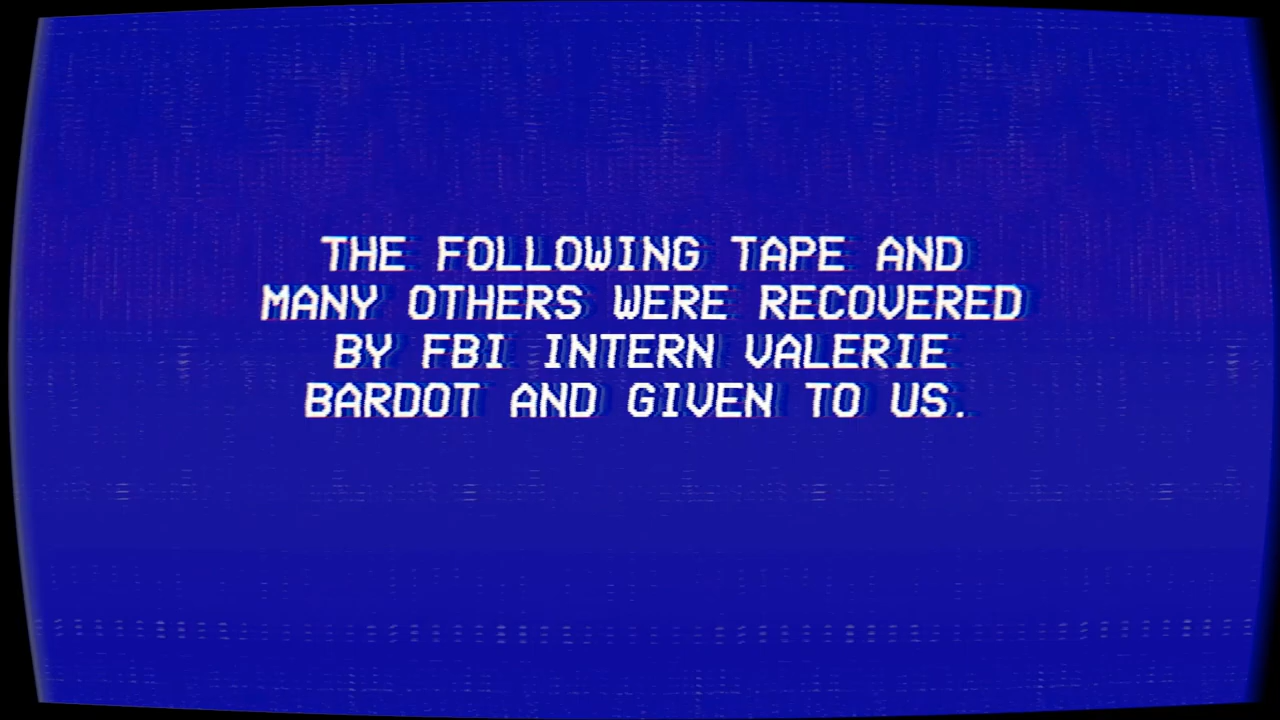 THE FOLLOWING TAPE AND
MANY OTHERS WERE RECOVERED
BY FBI INTERN VALERIE
BARDOT AND GIVEN TO US.